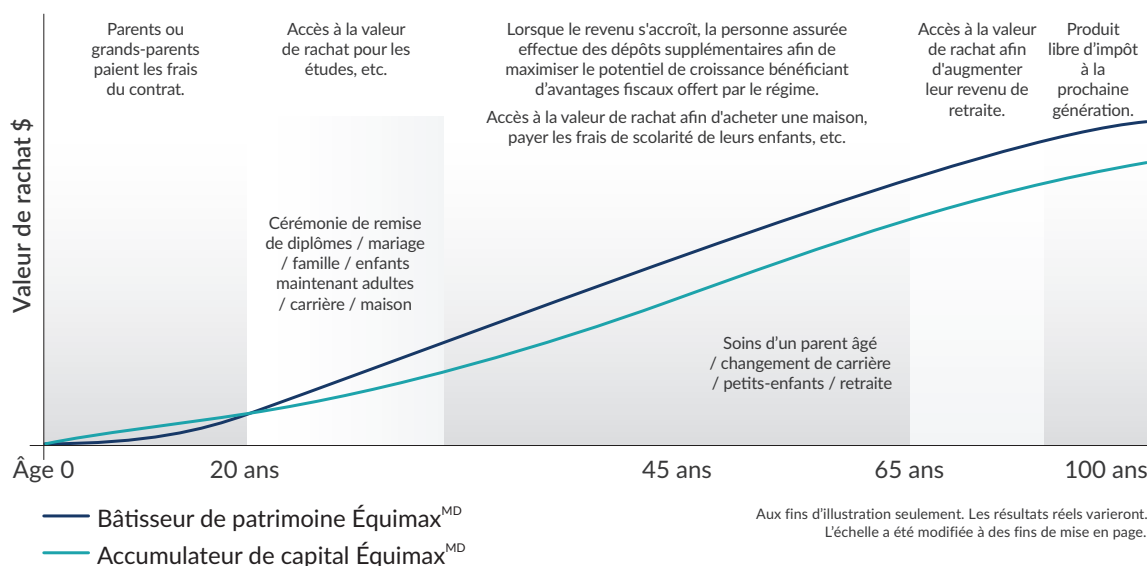 Parents ou
grands-parents
paient les frais
du contrat.
Accès à la valeur
de rachat pour les
études, etc.
Lorsque le revenu s'accroît, la personne assurée
effectue des dépôts supplémentaires afin de
maximiser le potentiel de croissance bénéficiant
d’avantages fiscaux offert par le régime.
Accès à la valeur de rachat afin d'acheter une maison,
payer les frais de scolarité de leurs enfants, etc.
Accès à la valeur
de rachat afin
d'augmenter
leur revenu de
retraite.
Produit
libre d’impôt
à la
prochaine
génération.
Valeur de rachat $
Cérémonie de remise
de diplômes / mariage
/ famille / enfants
maintenant adultes
/ carrière / maison
Soins d’un parent âgé
/ changement de carrière
/ petits-enfants / retraite
Âge 0
20 ans
45 ans
65 ans
100 ans
Bâtisseur de patrimoine Équimax^MD
Accumulateur de capital Équimax^MD
Aux fins d’illustration seulement. Les résultats réels varieront.
L’échelle a été modifiée à des fins de mise en page.